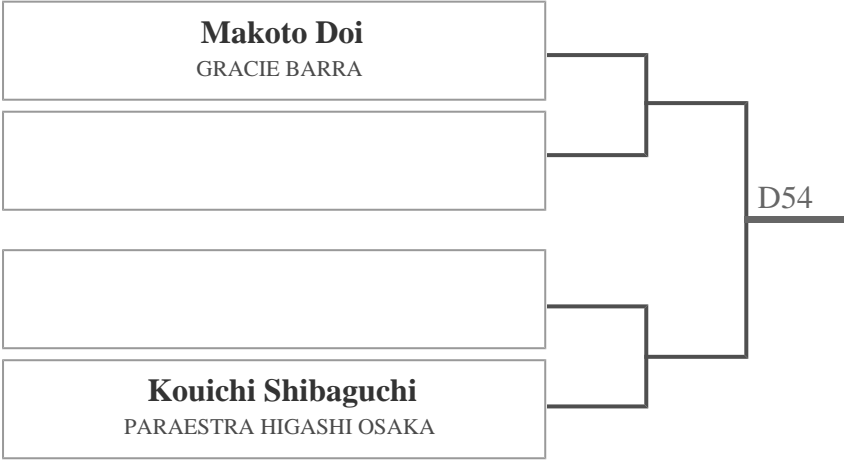 Makoto Doi
GRACIE BARRA
D54
Kouichi Shibaguchi
PARAESTRA HIGASHI OSAKA